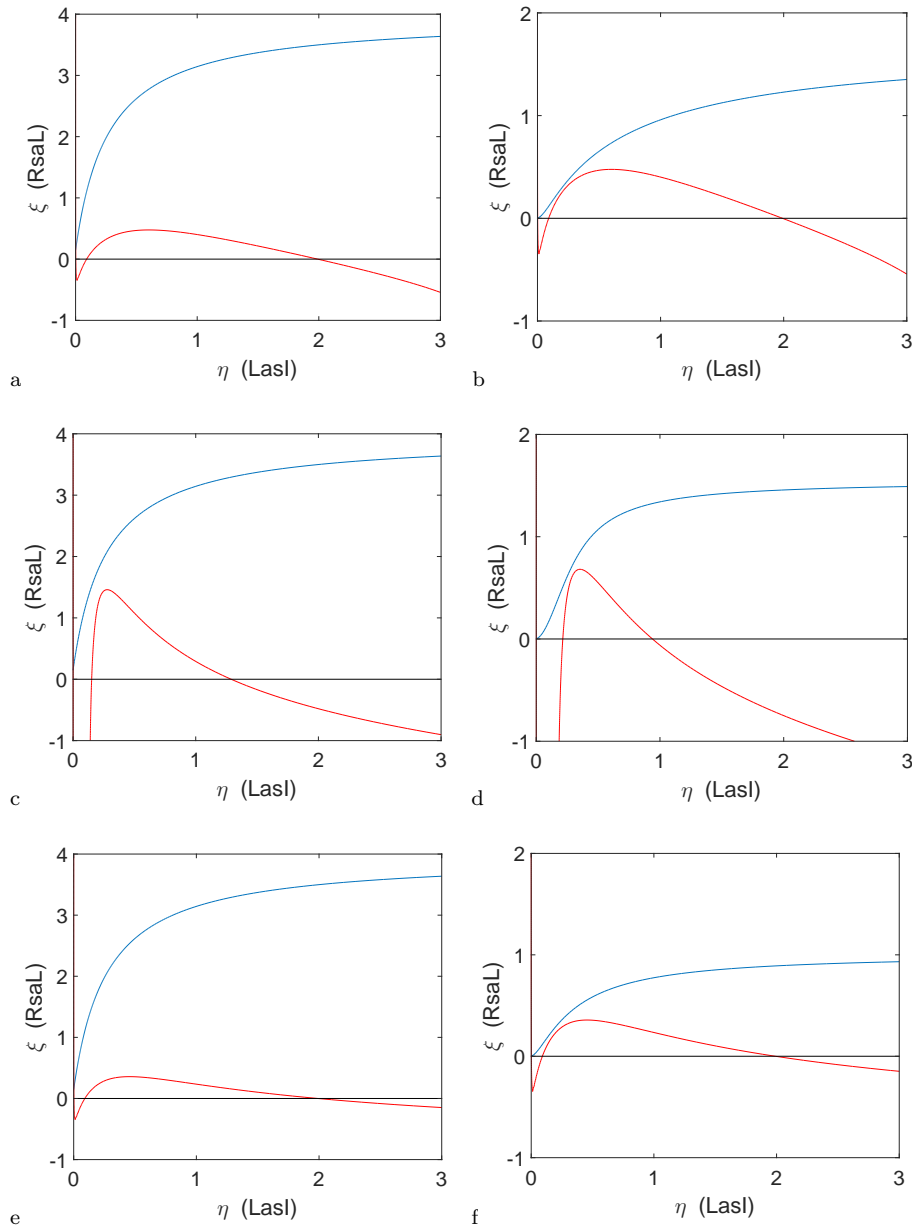 4
3
2
1
0
-1
ξ (RsaL)
0 1 2 3
η (LasI)
a
2
1
0
-1
ξ (RsaL)
0 1 2 3
η (LasI)
b
4
3
2
1
0
-1
ξ (RsaL)
0 1 2 3
η (LasI)
c
2
1
0
-1
ξ (RsaL)
0 1 2 3
η (LasI)
d
4
3
2
1
0
-1
ξ (RsaL)
0 1 2 3
η (LasI)
e
2
1
0
-1
ξ (RsaL)
0 1 2 3
η (LasI)
f